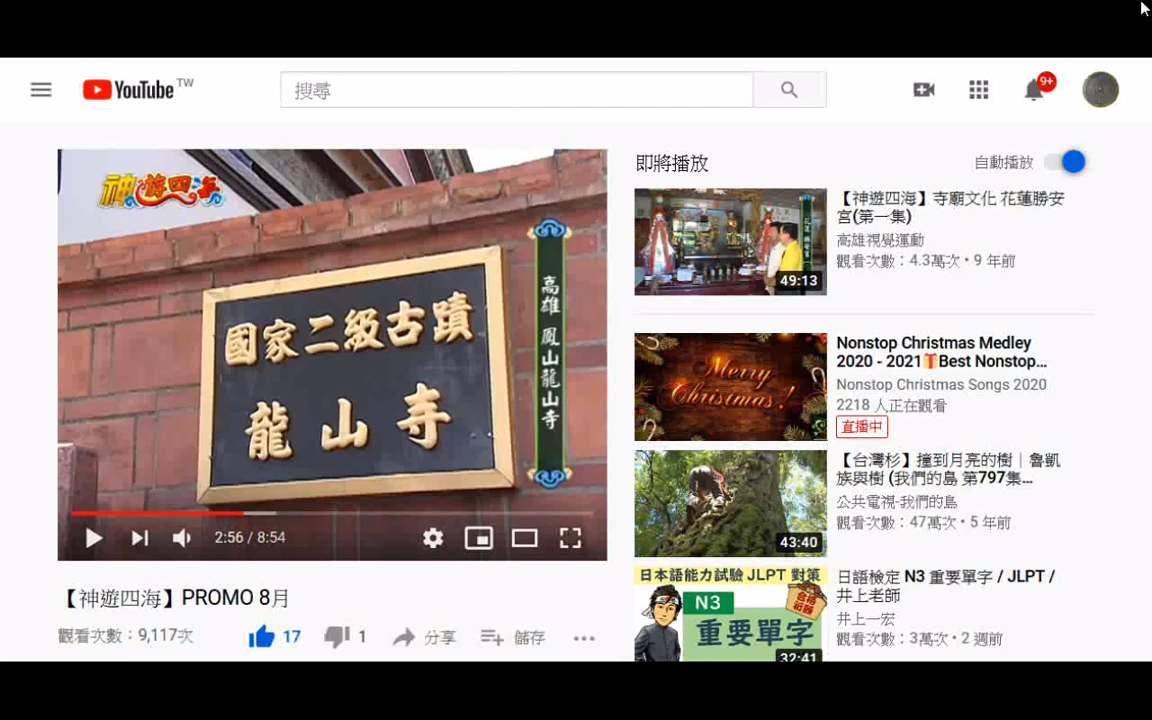 YouTube TW
搜尋
9+
神遊四海
國家二級古蹟
龍山寺
高雄 鳳山龍山寺
2:56 / 8:54
【神遊四海】PROMO 8月
觀看次數：9,117次
17
1
分享
儲存
即將播放
自動播放
49:13
【神遊四海】寺廟文化 花蓮勝安
宮(第一集)
高雄視覺運動
觀看次數：4.3萬次・9 年前
Merry
Christmas!
Nonstop Christmas Medley
2020 - 2021🎁Best Nonstop…
Nonstop Christmas Songs 2020
2218 人正在觀看
直播中
43:40
【台灣杉】撞到月亮的樹｜魯凱
族與樹 (我們的島 第797集…
公共電視-我們的島
觀看次數：47萬次・5 年前
日本語能力試驗 JLPT 對策
N3
重要單字
32:41
日語檢定 N3 重要單字 / JLPT /
井上老師
井上一宏
觀看次數：3萬次・2 週前